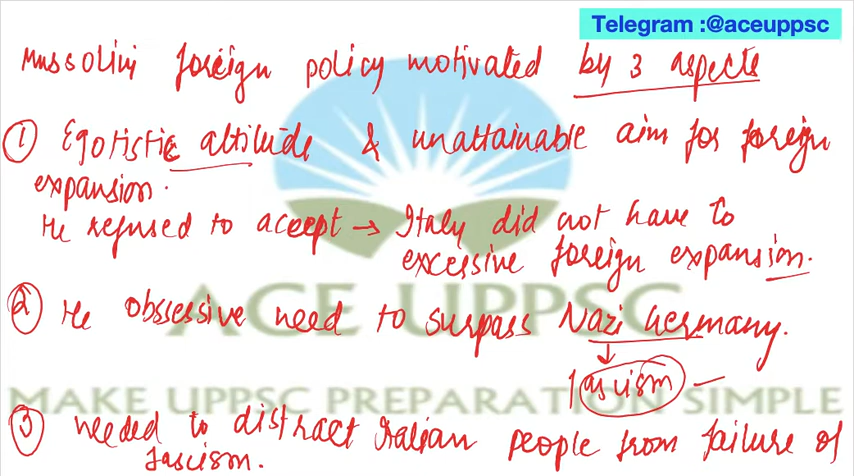 Telegram :@aceuppsc
Mussolini foreign policy motivated by 3 aspects
① Egotistic attitude & unattainable aim for foreign
expansion.
He refused to accept → Italy did not have to
excessive foreign expansion.
ACE UPPSC
② He obssessive need to surpass Nazi Germany.
↓
fascism —
MAKE UPPSC PREPARATION SIMPLE
③ needed to distract Italian people from failure of
fascism.